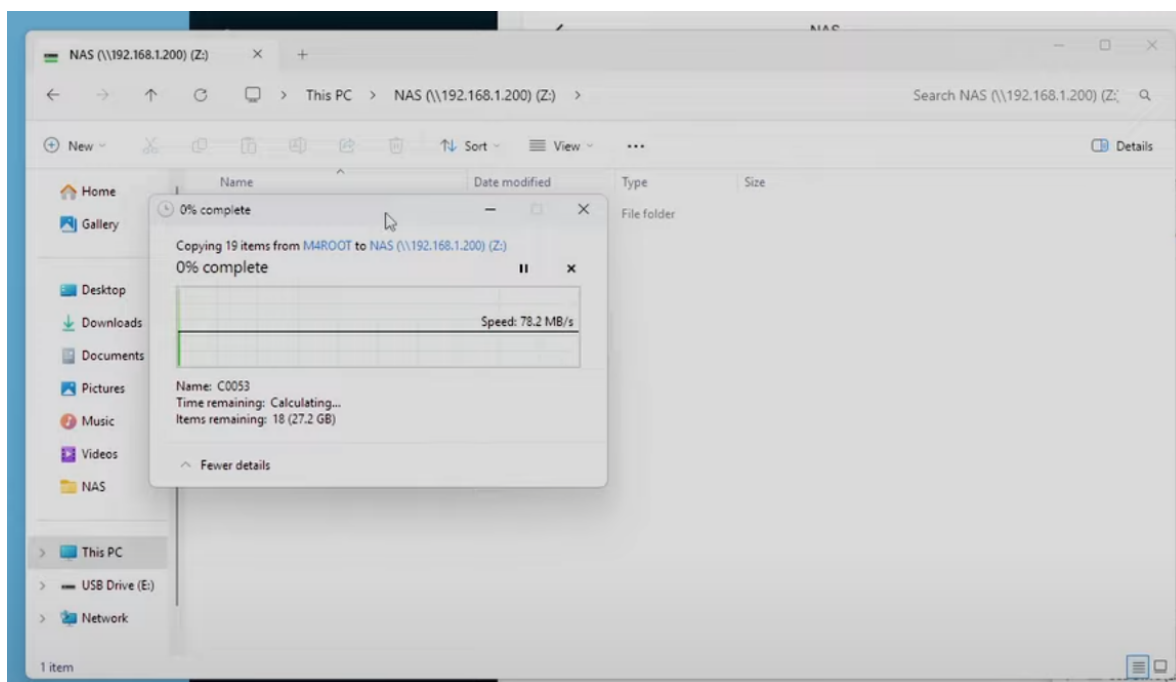 NAS
NAS (\\192.168.1.200) (Z:)
This PC > NAS (\\192.168.1.200) (Z:) >
Search NAS (\\192.168.1.200) (Z:
New
Sort
View
Details
Name Date modified Type Size
Home
Gallery
Desktop
Downloads
Documents
Pictures
Music
Videos
NAS
This PC
USB Drive (E:)
Network
File folder
0% complete
Copying 19 items from M4ROOT to NAS (\\192.168.1.200) (Z:)
0% complete
Speed: 78.2 MB/s
Name: C0053
Time remaining: Calculating...
Items remaining: 18 (27.2 GB)
Fewer details
1 item